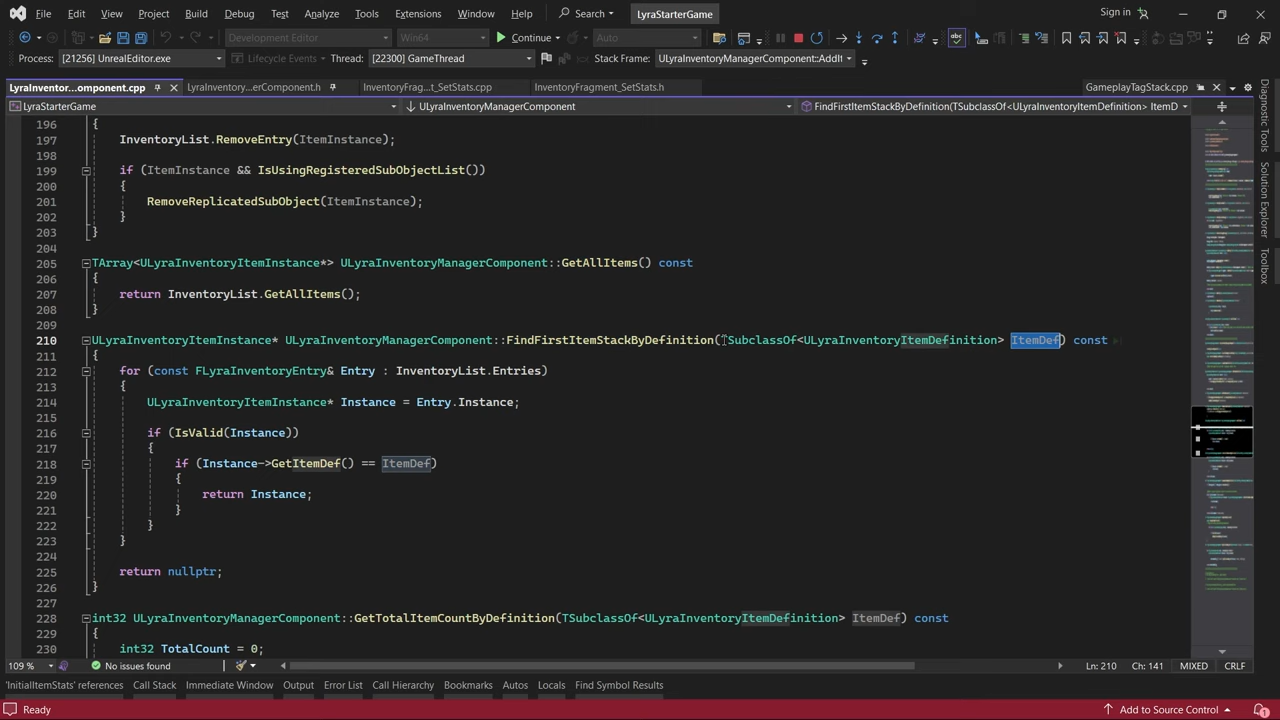 File Edit View Project Build Debug Test Analyze Tools Extensions Window Help Search LyraStarterGame Sign in
Development Editor Win64 Continue Auto
Process: [21256] UnrealEditor.exe Lifecycle Events Thread: [22300] GameThread Stack Frame: ULyraInventoryManagerComponent::AddIt
LyraInventor...omponent.cpp LyraInventory...erComponent.h InventoryFrag...t_SetStats.cpp InventoryFragment_SetStats.h GameplayTagStack.cpp
LyraStarterGame ULyraInventoryManagerComponent FindFirstItemStackByDefinition(TSubclassOf<ULyraInventoryItemDefinition> ItemD
196 {
197 InventoryList.RemoveEntry(ItemInstance);
198
199 if (ItemInstance && IsUsingRegisteredSubObjectList())
200 {
201 RemoveReplicatedSubObject(ItemInstance);
202 }
203 }
204
205 TArray<ULyraInventoryItemInstance*> ULyraInventoryManagerComponent::GetAllItems() const
206 {
207 return InventoryList.GetAllItems();
208 }
209
210 ULyraInventoryItemInstance* ULyraInventoryManagerComponent::FindFirstItemStackByDefinition(TSubclassOf<ULyraInventoryItemDefinition> ItemDef) const
211 {
212 for (const FLyraInventoryEntry& Entry : InventoryList.Entries)
213 {
214 ULyraInventoryItemInstance* Instance = Entry.Instance;
215
216 if (IsValid(Instance))
217 {
218 if (Instance->GetItemDef() == ItemDef)
219 {
220 return Instance;
221 }
222 }
223 }
224
225 return nullptr;
226 }
227
228 int32 ULyraInventoryManagerComponent::GetTotalItemCountByDefinition(TSubclassOf<ULyraInventoryItemDefinition> ItemDef) const
229 {
230 int32 TotalCount = 0;
109 % No issues found Ln: 210 Ch: 141 MIXED CRLF
'InitialItemStats' references Call Stack Immediate Window Output Error List Call Hierarchy Bookmarks Autos Locals Find Symbol Results
Ready Add to Source Control 1
Diagnostic Tools
Solution Explorer
Toolbox